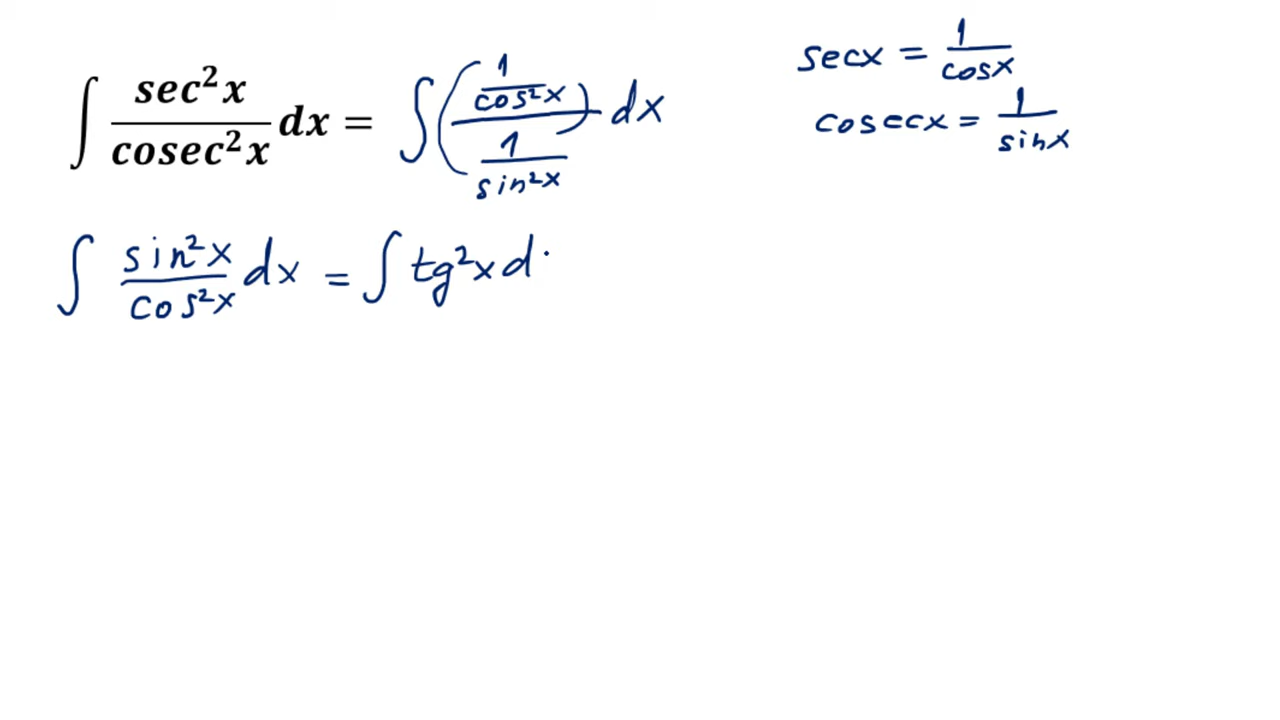 ∫ sec²x / cosec²x dx = ∫ ( (1 / cos²x) / (1 / sin²x) ) dx
secx = 1 / cosx
cosecx = 1 / sinx
∫ sin²x / cos²x dx = ∫ tg²x d